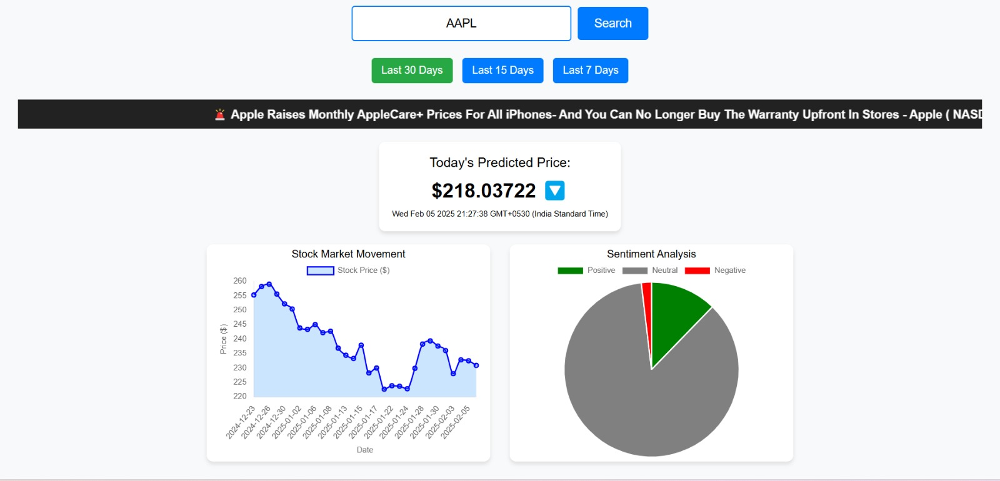 AAPL
Search
Last 30 Days
Last 15 Days
Last 7 Days
🚨 Apple Raises Monthly AppleCare+ Prices For All iPhones- And You Can No Longer Buy The Warranty Upfront In Stores - Apple ( NASD
Today's Predicted Price:
$218.03722
Wed Feb 05 2025 21:27:38 GMT+0530 (India Standard Time)
Stock Market Movement
Stock Price ($)
260
255
250
245
240
235
230
225
220
Price ($)
2024-12-23
2024-12-26
2024-12-30
2025-01-02
2025-01-06
2025-01-08
2025-01-13
2025-01-15
2025-01-17
2025-01-22
2025-01-24
2025-01-28
2025-01-30
2025-02-03
2025-02-05
Date
Sentiment Analysis
Positive
Neutral
Negative